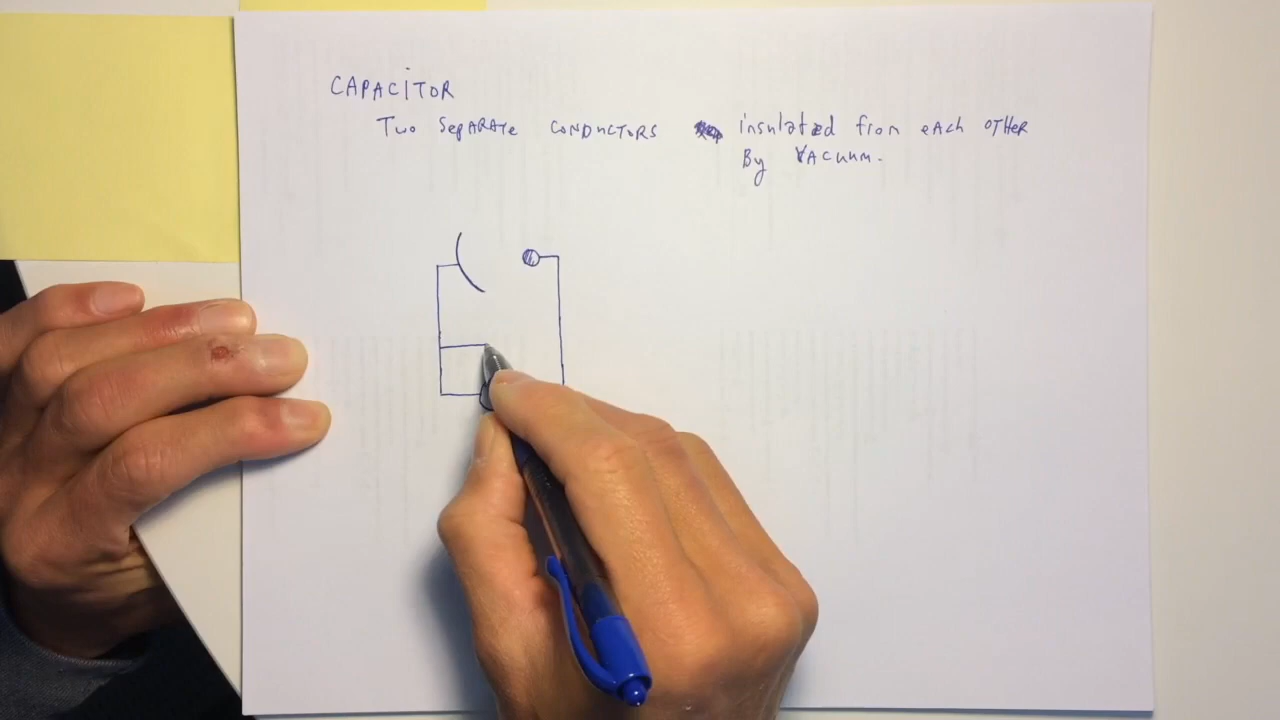 CAPACITOR
Two SepARATe CONDUCTORS insulated from eAch OTHER
By VACUUM.